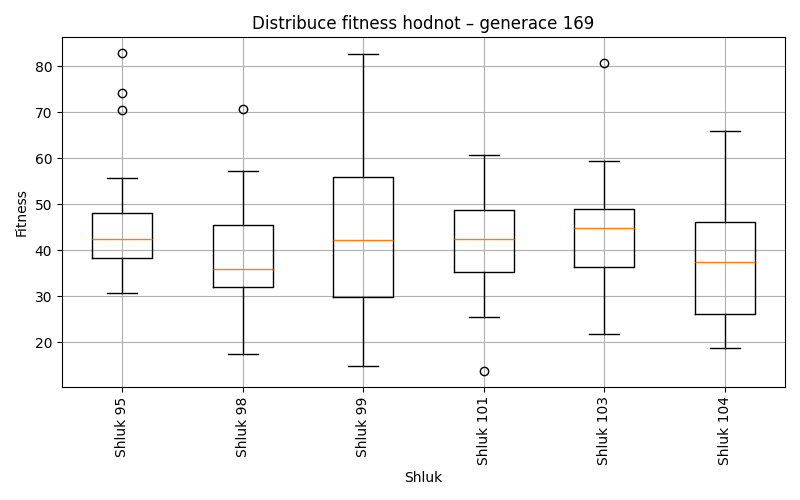 Distribuce fitness hodnot – generace 169
Fitness
80
70
60
50
40
30
20
Shluk 95
Shluk 98
Shluk 99
Shluk 101
Shluk 103
Shluk 104
Shluk